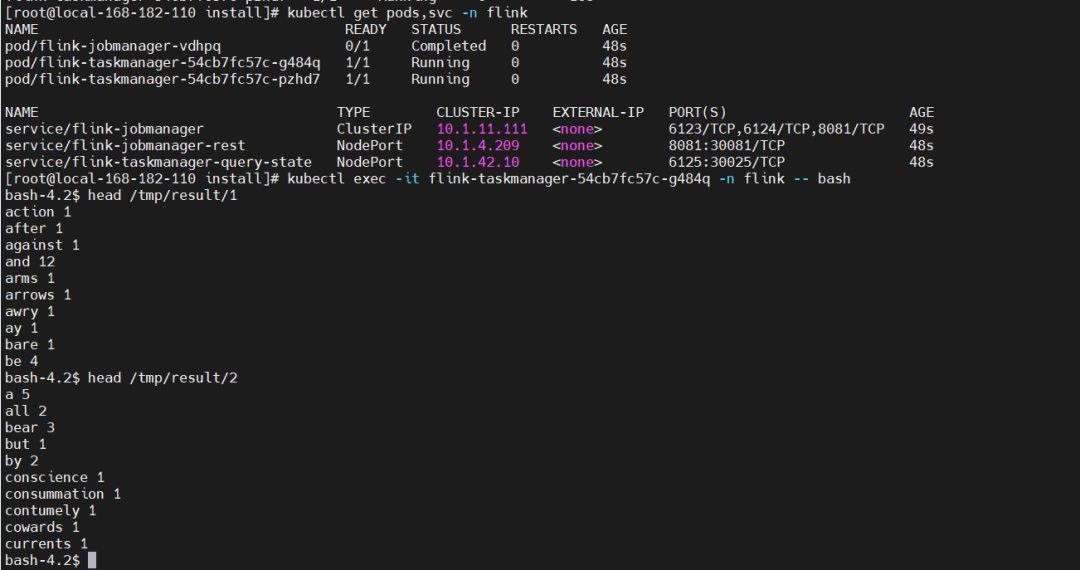 [root@local-168-182-110 install]# kubectl get pods,svc -n flink
NAME READY STATUS RESTARTS AGE
pod/flink-jobmanager-vdhpq 0/1 Completed 0 48s
pod/flink-taskmanager-54cb7fc57c-g484q 1/1 Running 0 48s
pod/flink-taskmanager-54cb7fc57c-pzhd7 1/1 Running 0 48s
NAME TYPE CLUSTER-IP EXTERNAL-IP PORT(S) AGE
service/flink-jobmanager ClusterIP 10.1.11.111 <none> 6123/TCP,6124/TCP,8081/TCP 49s
service/flink-jobmanager-rest NodePort 10.1.4.209 <none> 8081:30081/TCP 48s
service/flink-taskmanager-query-state NodePort 10.1.42.10 <none> 6125:30025/TCP 48s
[root@local-168-182-110 install]# kubectl exec -it flink-taskmanager-54cb7fc57c-g484q -n flink -- bash
bash-4.2$ head /tmp/result/1
action 1
after 1
against 1
and 12
arms 1
arrows 1
awry 1
ay 1
bare 1
be 4
bash-4.2$ head /tmp/result/2
a 5
all 2
bear 3
but 1
by 2
conscience 1
consummation 1
contumely 1
cowards 1
currents 1
bash-4.2$